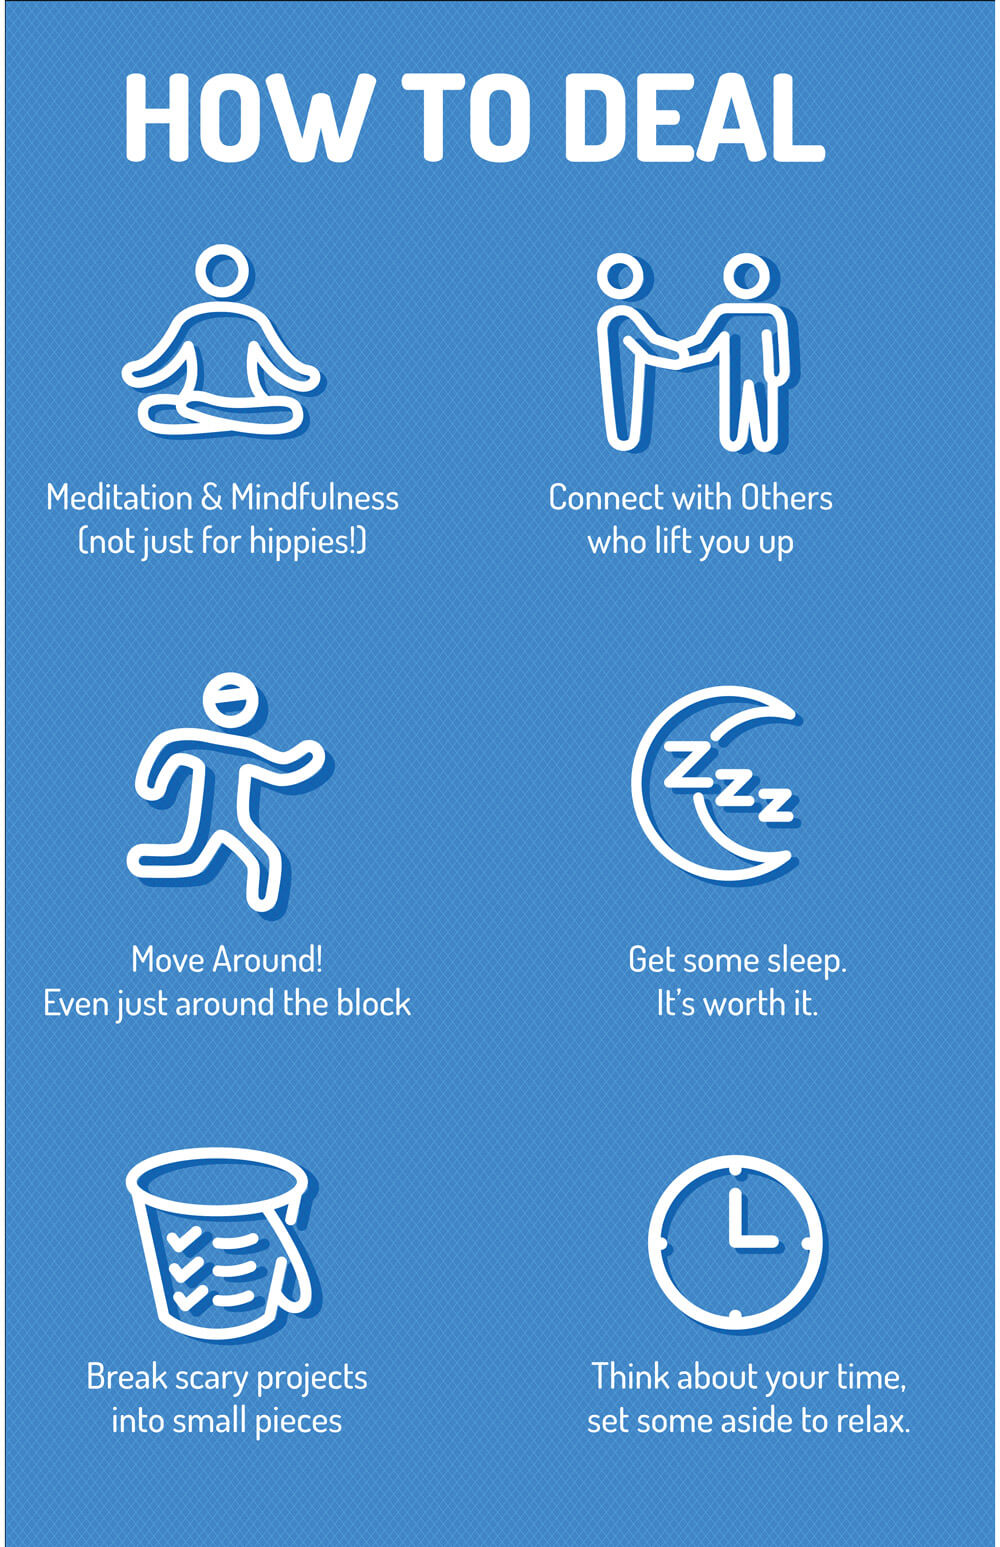 HOW TO DEAL
Meditation & Mindfulness
(not just for hippies!)
Connect with Others
who lift you up
Move Around!
Even just around the block
zzz
Get some sleep.
It's worth it.
Break scary projects
into small pieces
Think about your time,
set some aside to relax.